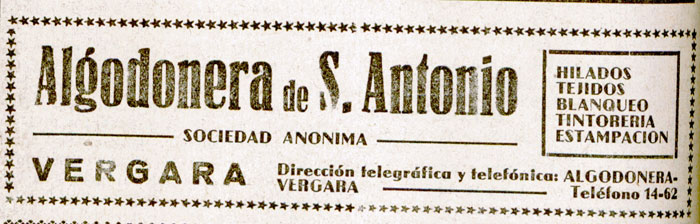 Algodonera de S. Antonio
SOCIEDAD ANONIMA
HILADOS
TEJIDOS
BLANQUEO
TINTORERIA
ESTAMPACION
VERGARA
Dirección telegráfica y telefónica: ALGODONERA-
VERGARA
Teléfono 14-62